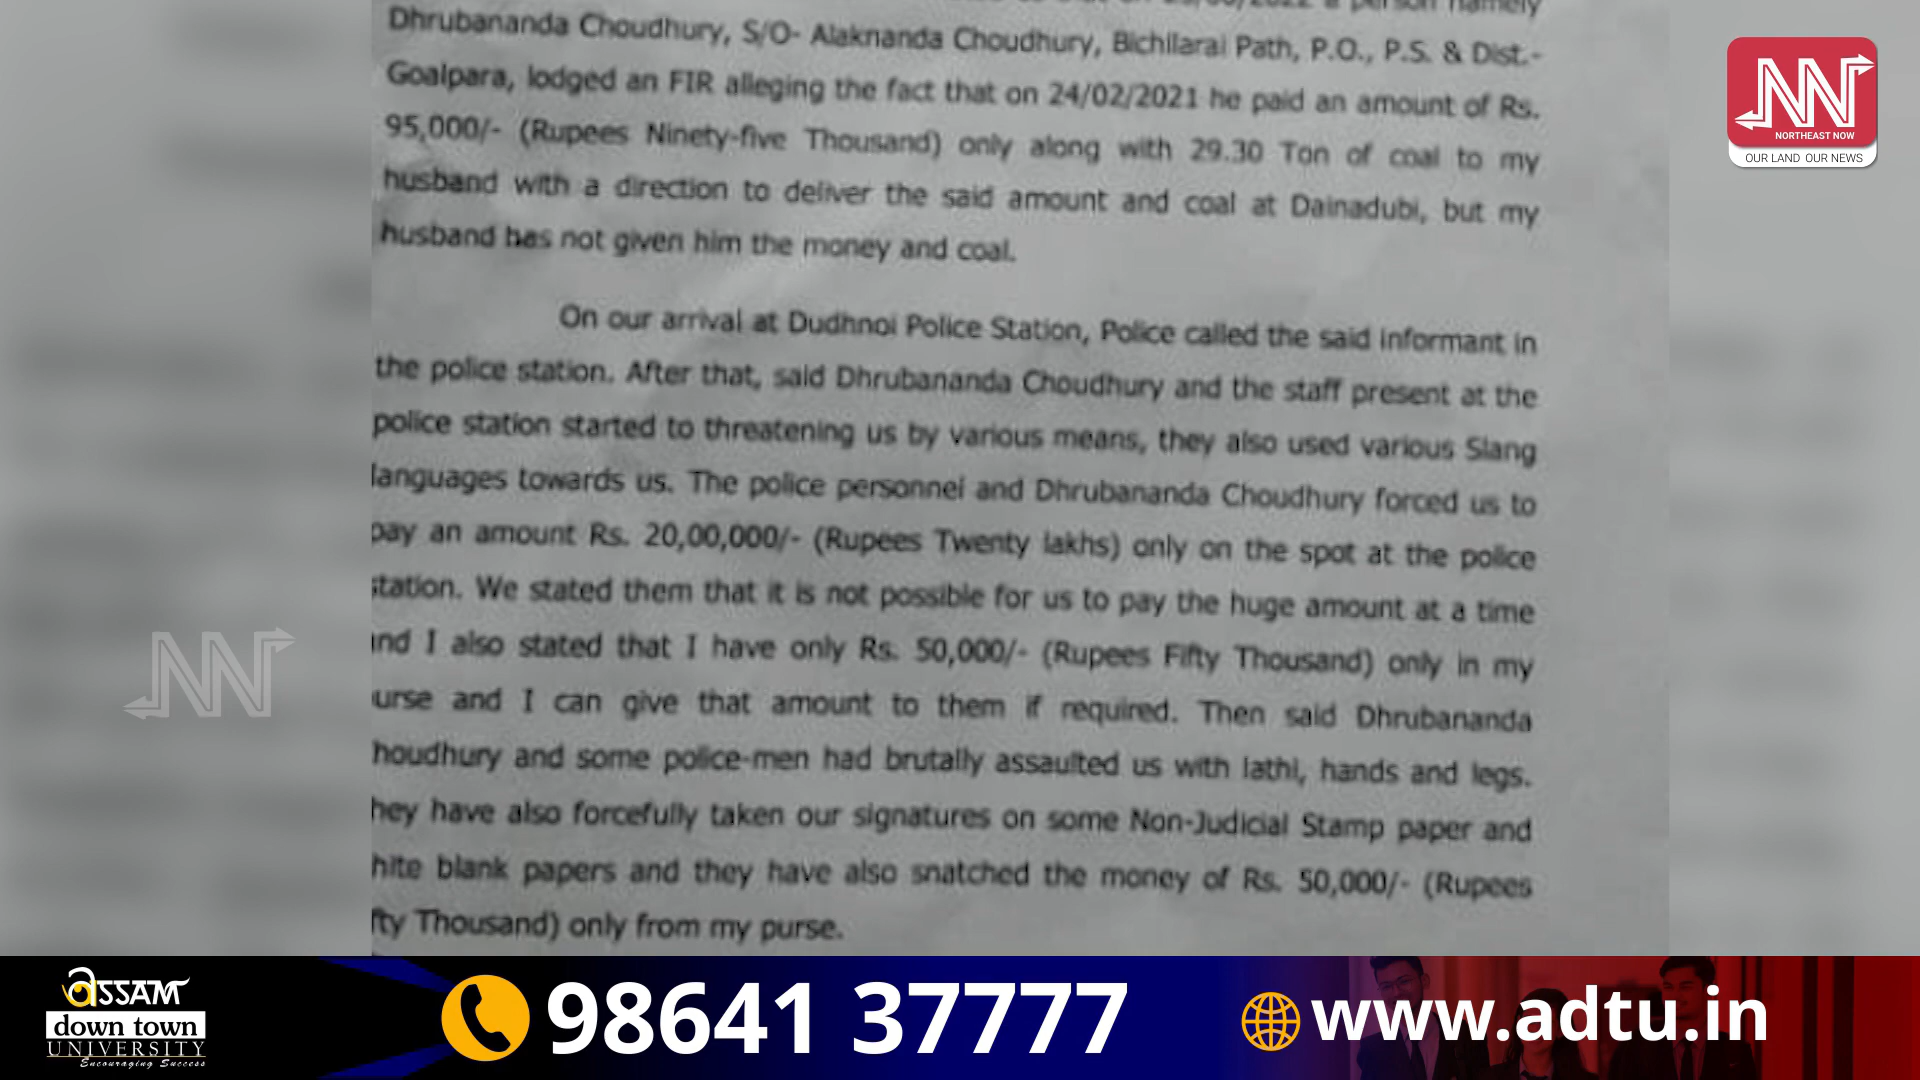 a person namely
Dhrubananda Choudhury, S/O- Alaknanda Choudhury, Bichilarai Path, P.O., P.S. & Dist.-
Goalpara, lodged an FIR alleging the fact that on 24/02/2021 he paid an amount of Rs.
95,000/- (Rupees Ninety-five Thousand) only along with 29.30 Ton of coal to my
husband with a direction to deliver the said amount and coal at Dainadubi, but my
husband has not given him the money and coal.
On our arrival at Dudhnoi Police Station, Police called the said informant in
the police station. After that, said Dhrubananda Choudhury and the staff present at the
police station started to threatening us by various means, they also used various Slang
languages towards us. The police personnel and Dhrubananda Choudhury forced us to
pay an amount Rs. 20,00,000/- (Rupees Twenty lakhs) only on the spot at the police
tation. We stated them that it is not possible for us to pay the huge amount at a time
nd I also stated that I have only Rs. 50,000/- (Rupees Fifty Thousand) only in my
urse and I can give that amount to them if required. Then said Dhrubananda
houdhury and some police-men had brutally assaulted us with lathi, hands and legs.
hey have also forcefully taken our signatures on some Non-Judicial Stamp paper and
hite blank papers and they have also snatched the money of Rs. 50,000/- (Rupees
fty Thousand) only from my purse.
NN
NORTHEAST NOW
OUR LAND OUR NEWS
NN
অSSAM
down town
UNIVERSITY
Encouraging Success
98641 37777
www.adtu.in